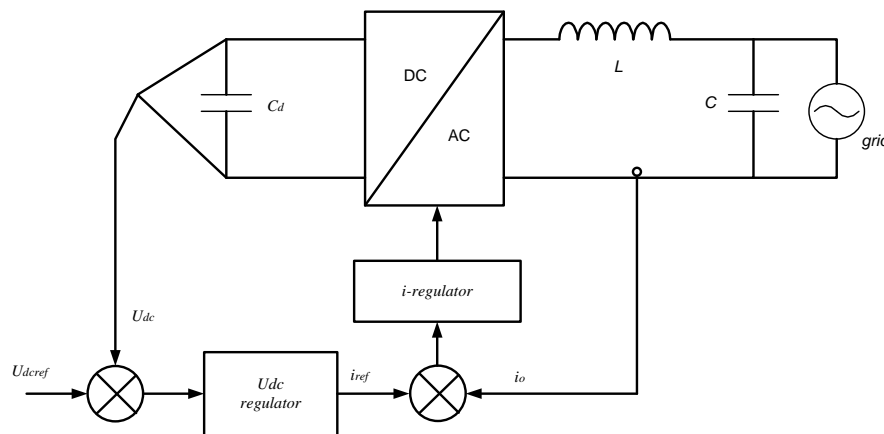 DC
L
Cd
C
AC
grid
i-regulator
Udc
Udcref
Udc
regulator
iref
io